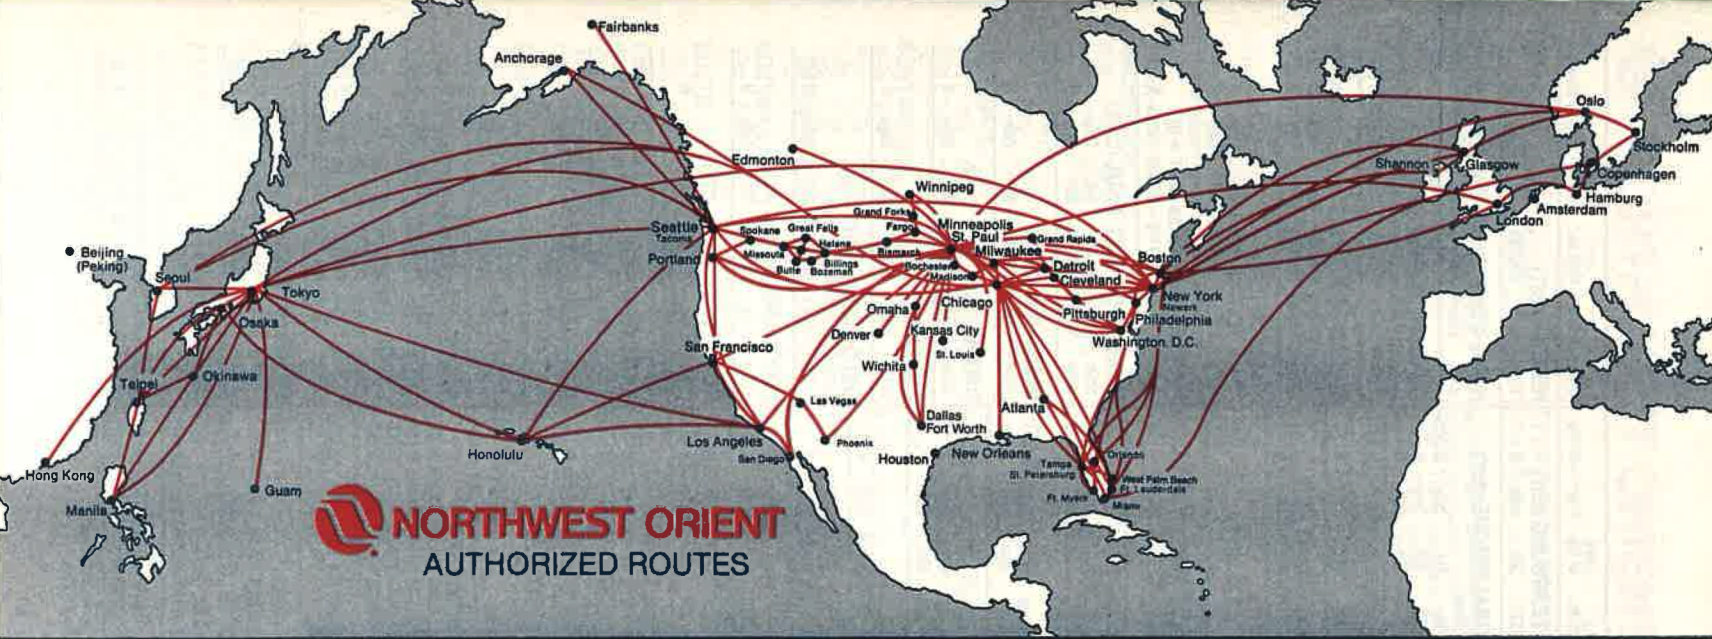 Fairbanks
Anchorage
Edmonton
Winnipeg
Grand Forks
Fargo
Minneapolis
St. Paul
Seattle
Tacoma
Spokane
Great Falls
Helena
Missoula
Butte
Bozeman
Billings
Bismarck
Portland
Rochester
Madison
Milwaukee
Grand Rapids
Detroit
Cleveland
Chicago
Omaha
Denver
Kansas City
St. Louis
Wichita
Pittsburgh
Boston
New York
Newark
Philadelphia
Washington, D.C.
San Francisco
Las Vegas
Los Angeles
San Diego
Phoenix
Dallas
Fort Worth
Houston
New Orleans
Atlanta
Orlando
Tampa
St. Petersburg
West Palm Beach
Ft. Lauderdale
Ft. Myers
Miami
Oslo
Stockholm
Shannon
Glasgow
Copenhagen
Hamburg
Amsterdam
London
Beijing
(Peking)
Seoul
Tokyo
Osaka
Okinawa
Taipei
Hong Kong
Manila
Guam
Honolulu
NORTHWEST ORIENT
AUTHORIZED ROUTES